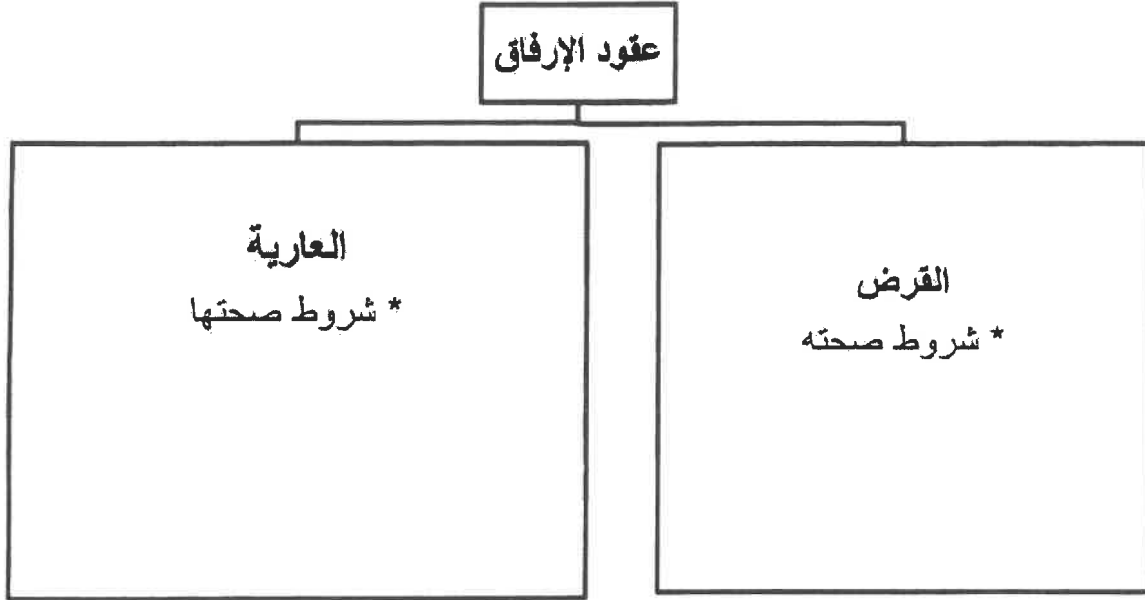 عقود الإرفاق
القرض
* شروط صحته
العارية
* شروط صحتها